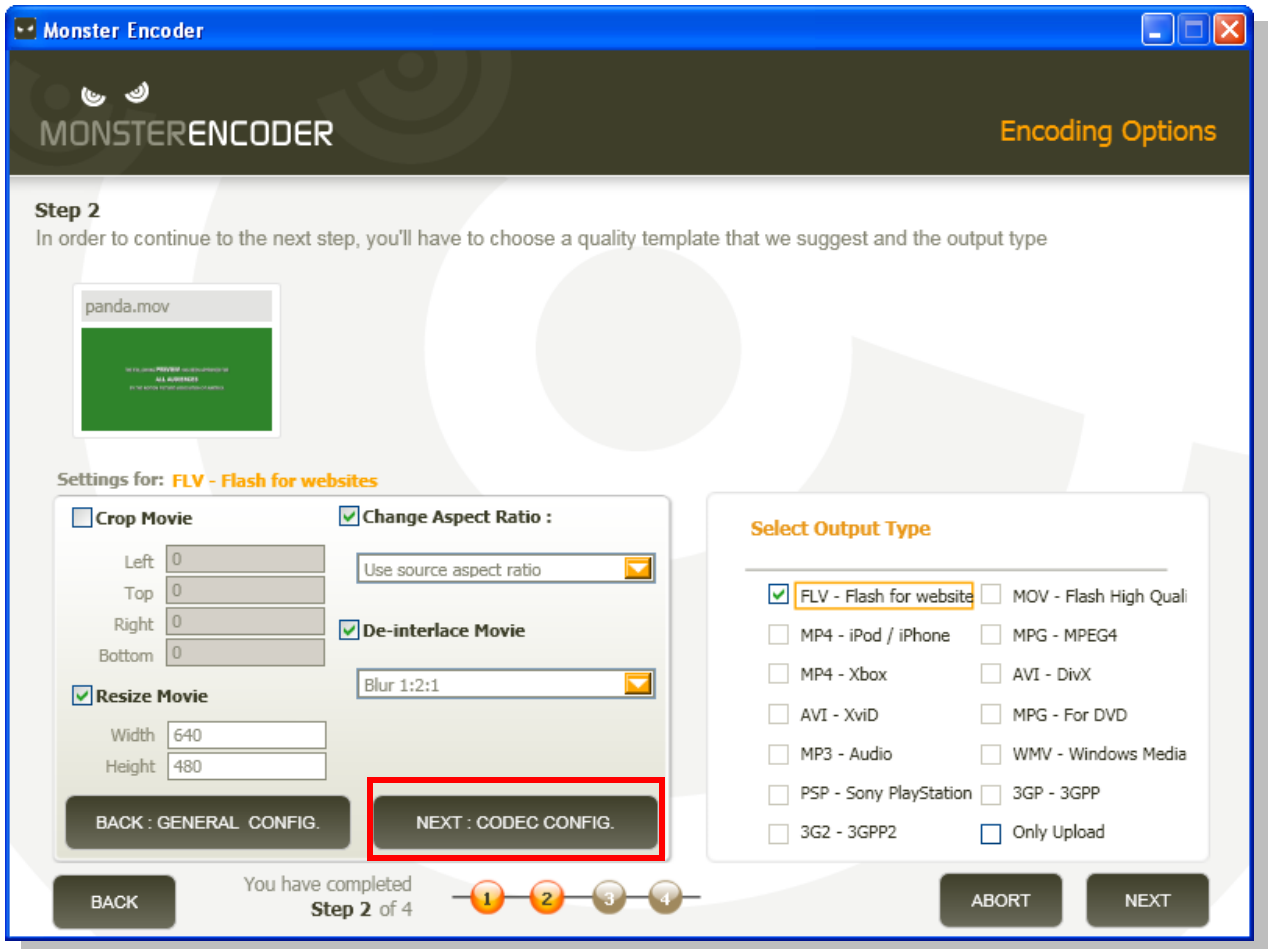 Monster Encoder
MONSTERENCODER
Encoding Options
Step 2
In order to continue to the next step, you'll have to choose a quality template that we suggest and the output type
panda.mov
PREVIEW
ALL AUDIENCES
Settings for: FLV - Flash for websites
Crop Movie
Left 0
Top 0
Right 0
Bottom 0
Resize Movie
Width 640
Height 480
Change Aspect Ratio :
Use source aspect ratio
De-interlace Movie
Blur 1:2:1
BACK : GENERAL CONFIG.
NEXT : CODEC CONFIG.
Select Output Type
FLV - Flash for website
MOV - Flash High Quali
MP4 - iPod / iPhone
MPG - MPEG4
MP4 - Xbox
AVI - DivX
AVI - XviD
MPG - For DVD
MP3 - Audio
WMV - Windows Media
PSP - Sony PlayStation
3GP - 3GPP
3G2 - 3GPP2
Only Upload
BACK
You have completed
Step 2 of 4
1 2 3 4
ABORT
NEXT